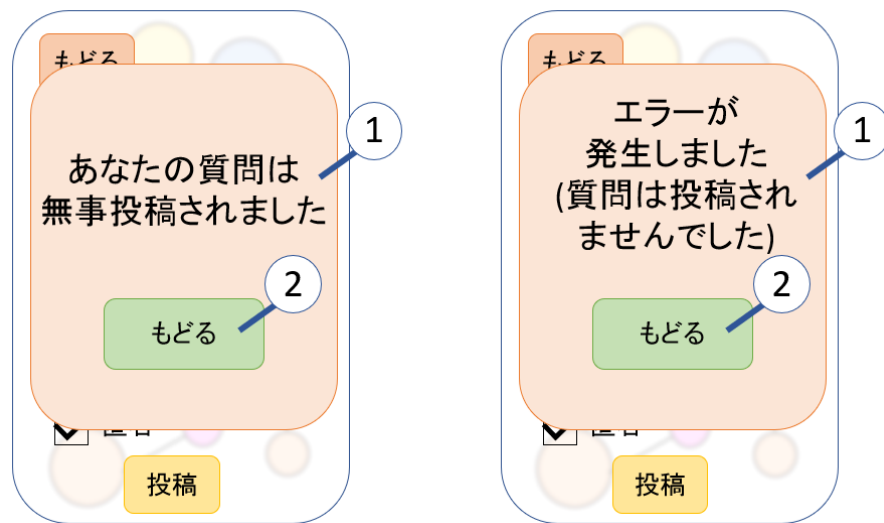 もどる
あなたの質問は
無事投稿されました
1
2
もどる
投稿
もどる
エラーが
発生しました
(質問は投稿され
ませんでした)
1
2
もどる
投稿